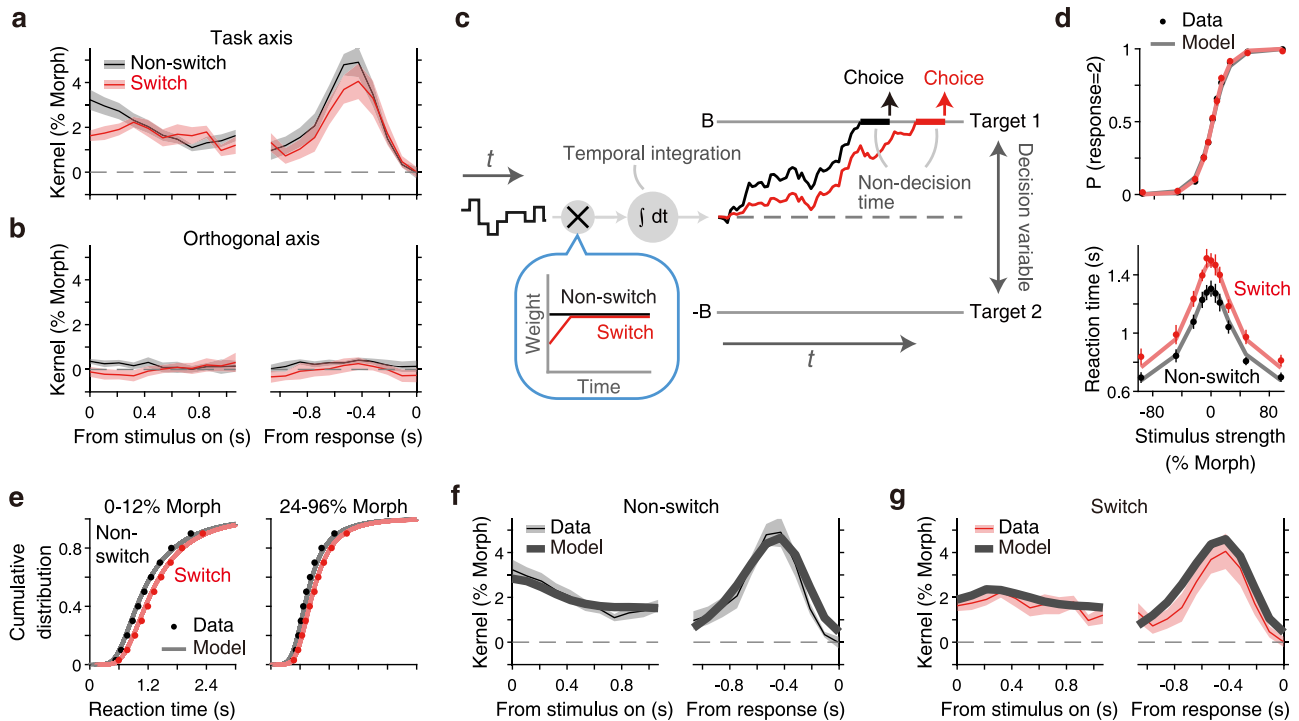 a
Task axis
Non-switch
Switch
Kernel (% Morph)
4
2
0
b
Orthogonal axis
Kernel (% Morph)
4
2
0
0 0.4 0.8
-0.8 -0.4 0
From stimulus on (s)
From response (s)
c
t
Temporal integration
∫ dt
Weight
Non-switch
Switch
Time
Choice
Choice
B
Target 1
Non-decision
time
Decision variable
-B
Target 2
t
d
Data
Model
P (response=2)
1
0.5
0
Reaction time (s)
1.4
1
0.6
Switch
Non-switch
-80 0 80
Stimulus strength
(% Morph)
e
0-12% Morph
24-96% Morph
Non-
switch
Switch
Data
Model
Cumulative
distribution
0.8
0.4
0
0 1.2 2.4
Reaction time (s)
f
Non-switch
Data
Model
Kernel (% Morph)
4
2
0
0 0.4 0.8
-0.8 -0.4 0
From stimulus on (s)
From response (s)
g
Switch
Data
Model
Kernel (% Morph)
4
2
0
0 0.4 0.8
-0.8 -0.4 0
From stimulus on (s)
From response (s)